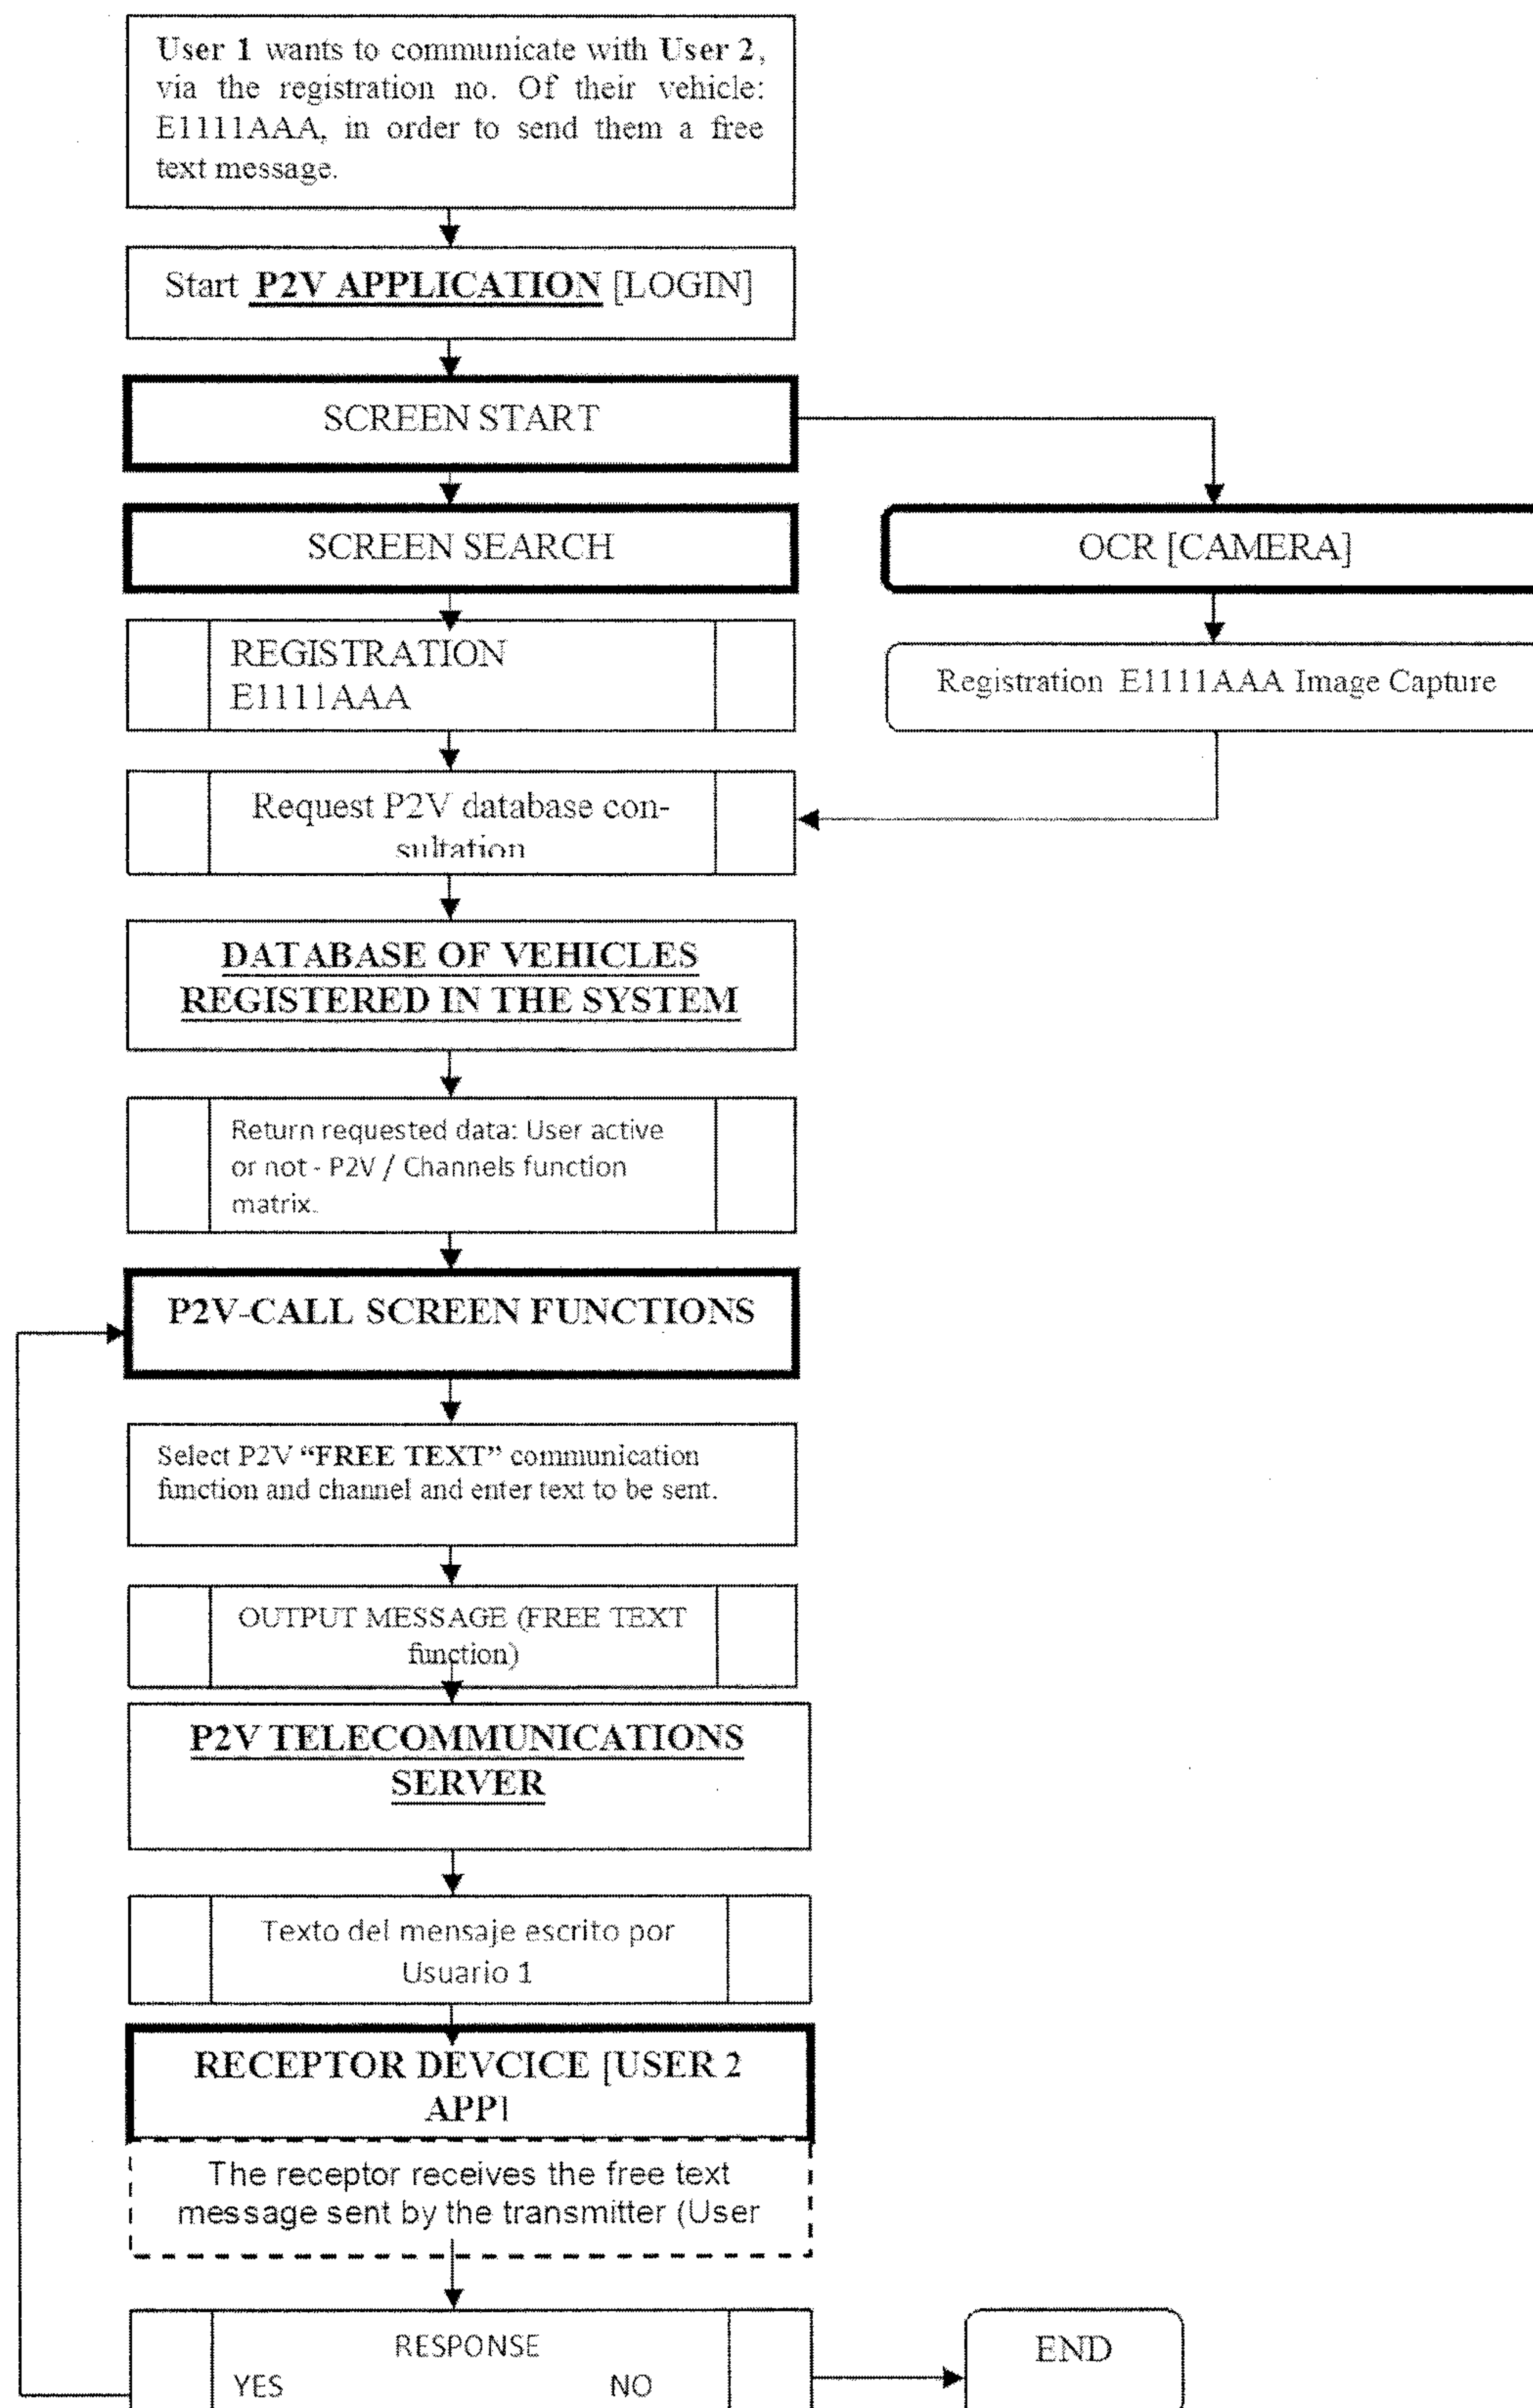 User 1 wants to communicate with User 2,
via the registration no. Of their vehicle:
E1111AAA, in order to send them a free
text message.
Start P2V APPLICATION [LOGIN]
SCREEN START
SCREEN SEARCH
OCR [CAMERA]
REGISTRATION
E1111AAA
Registration E1111AAA Image Capture
Request P2V database con-
sultation
DATABASE OF VEHICLES
REGISTERED IN THE SYSTEM
Return requested data: User active
or not - P2V / Channels function
matrix.
P2V-CALL SCREEN FUNCTIONS
Select P2V “FREE TEXT” communication
function and channel and enter text to be sent.
OUTPUT MESSAGE (FREE TEXT
function)
P2V TELECOMMUNICATIONS
SERVER
Texto del mensaje escrito por
Usuario 1
RECEPTOR DEVCICE [USER 2
APP]
The receptor receives the free text
message sent by the transmitter (User
RESPONSE
YES NO
END